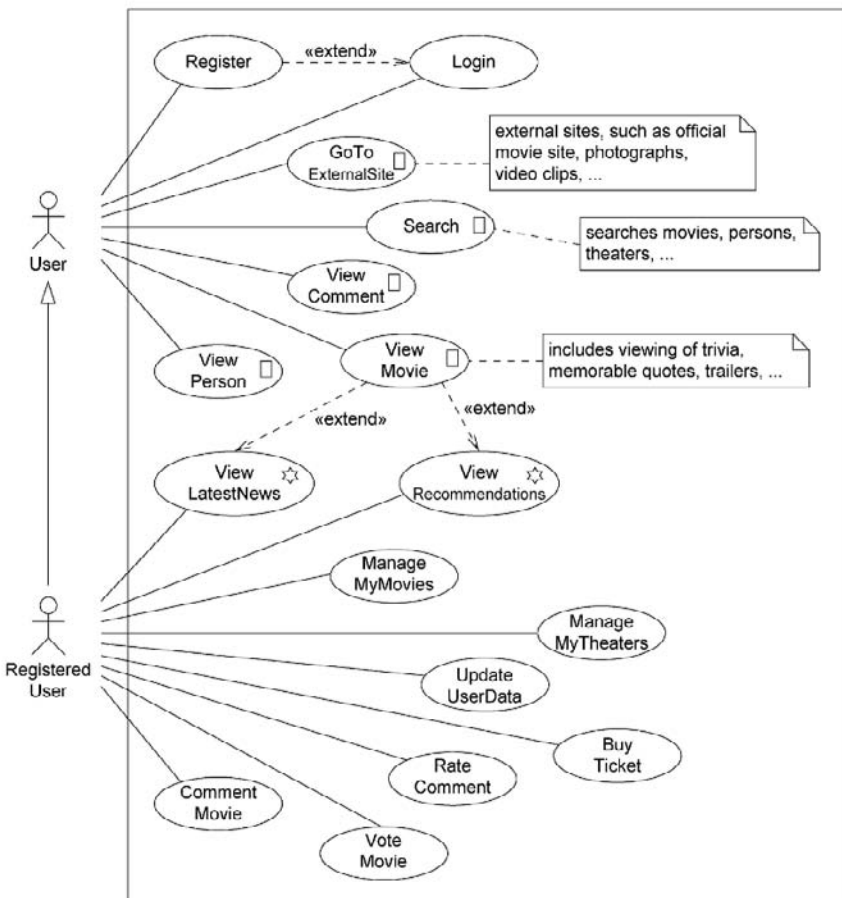 Register
«extend»
Login
GoTo
ExternalSite
external sites, such as official
movie site, photographs,
video clips, ...
Search
searches movies, persons,
theaters, ...
User
View
Comment
View
Person
View
Movie
includes viewing of trivia,
memorable quotes, trailers, ...
«extend»
«extend»
View
LatestNews
View
Recommendations
Manage
MyMovies
Registered
User
Manage
MyTheaters
Update
UserData
Buy
Ticket
Rate
Comment
Comment
Movie
Vote
Movie